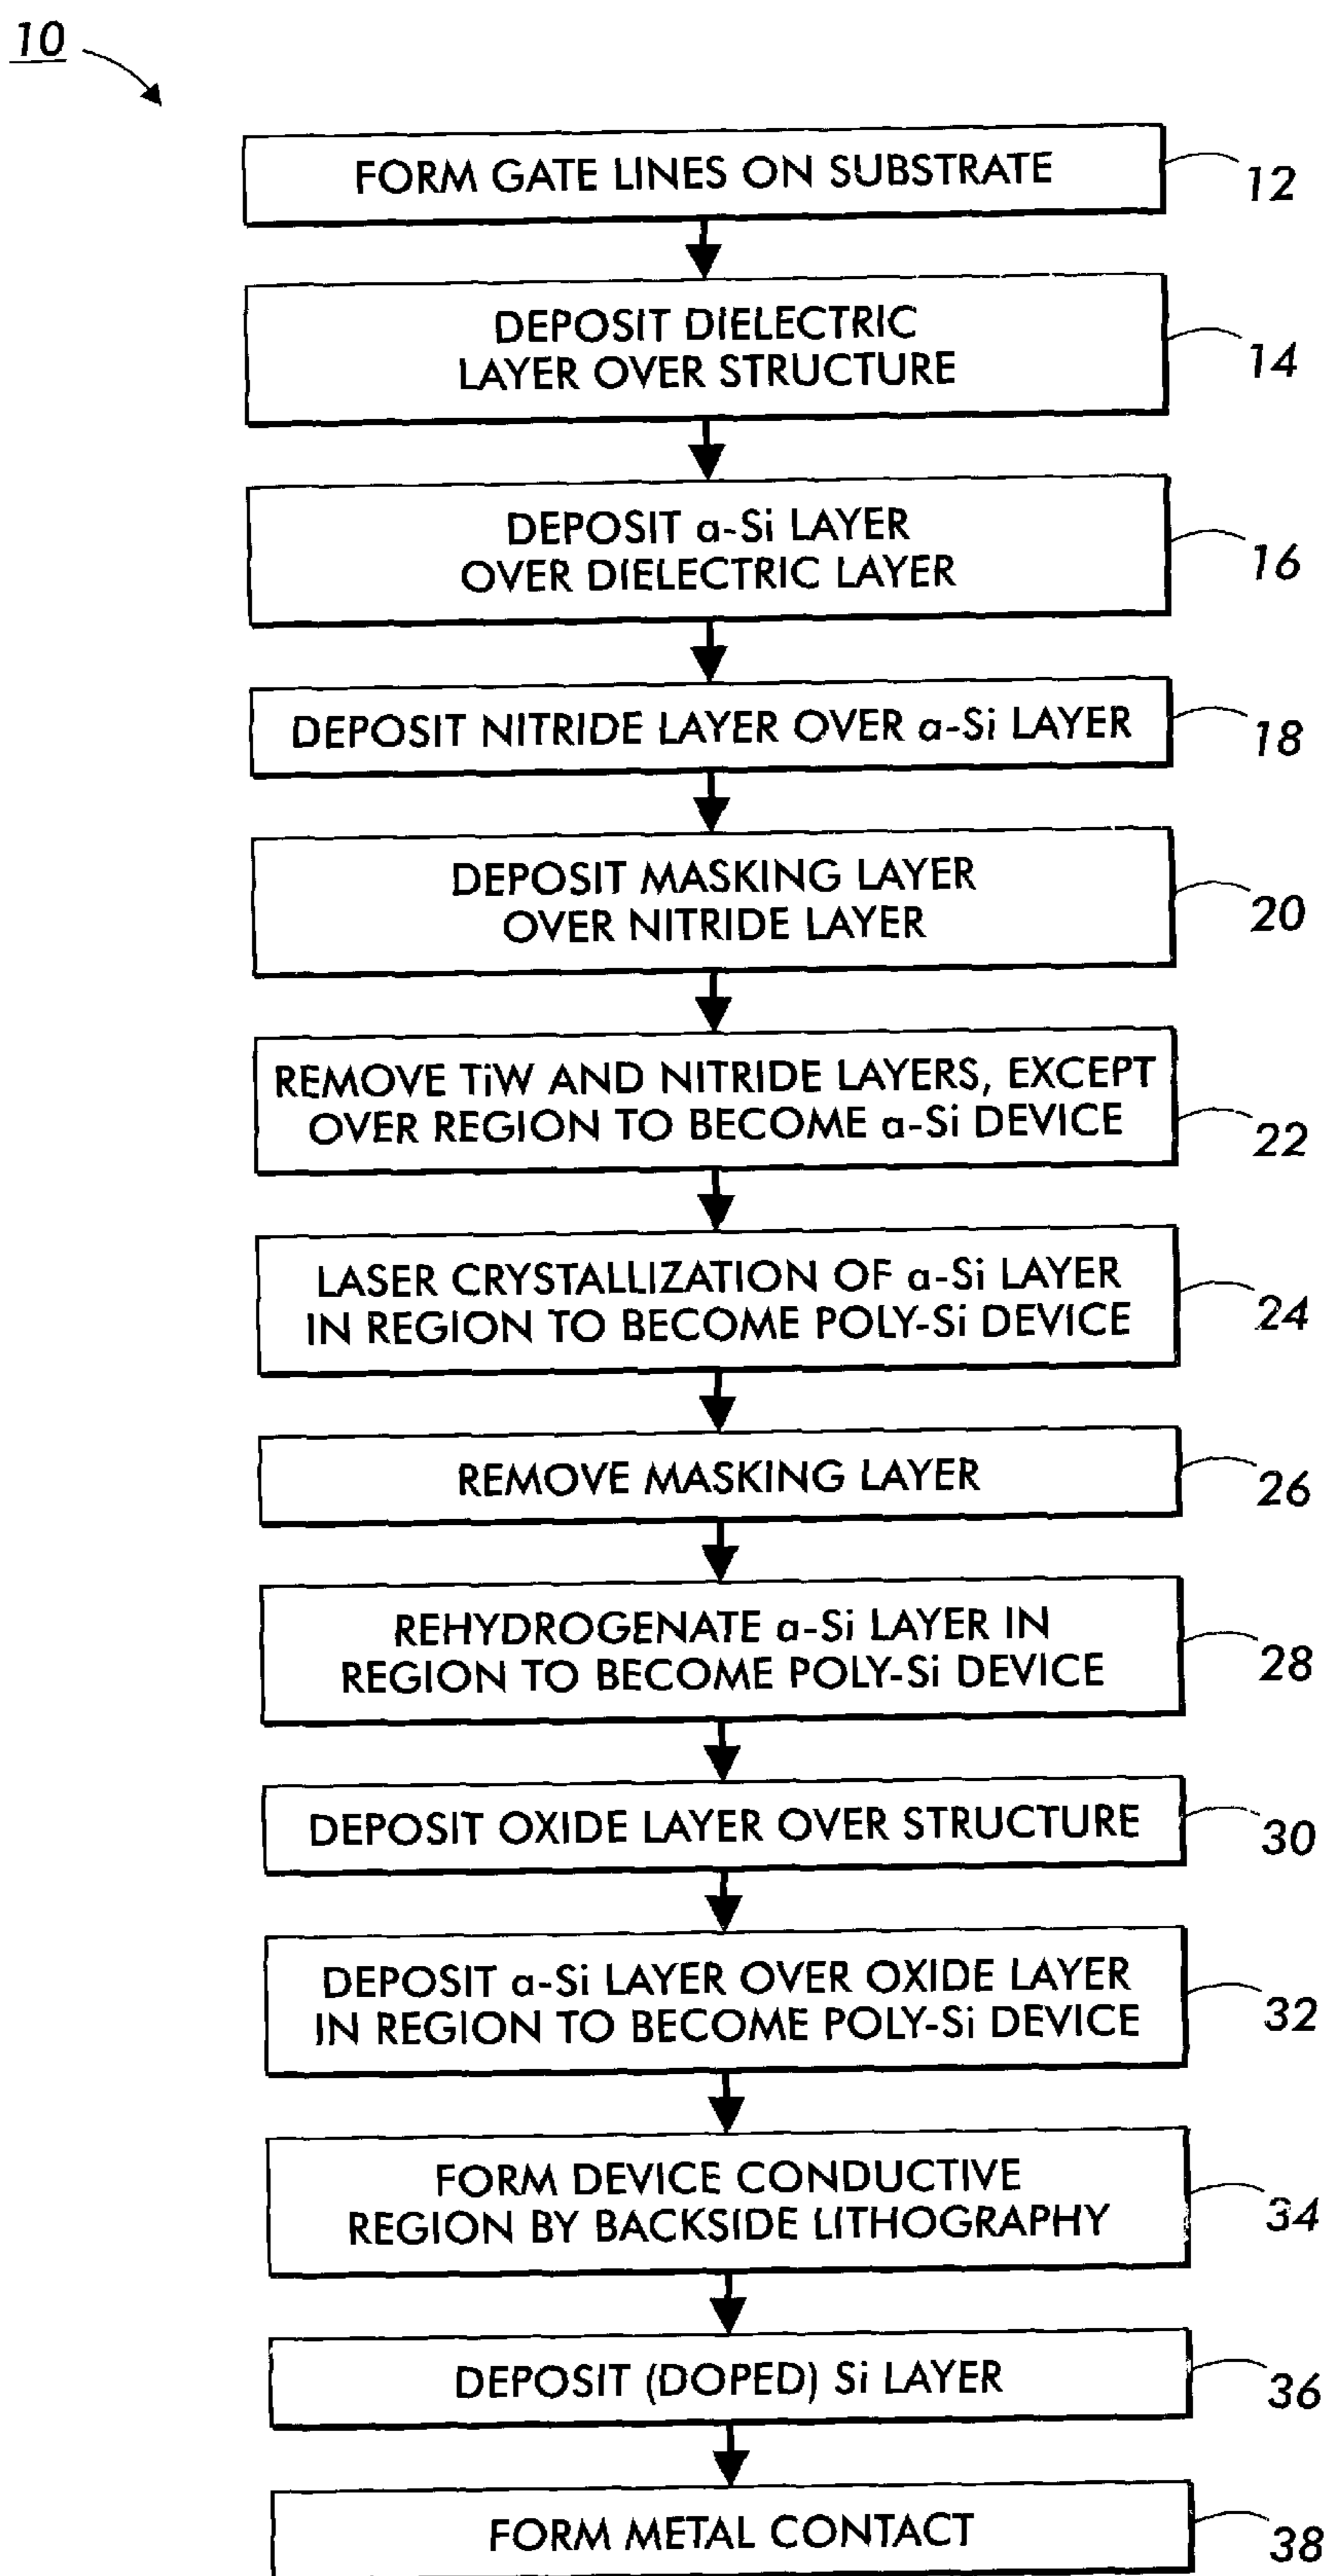 10
FORM GATE LINES ON SUBSTRATE
12
DEPOSIT DIELECTRIC
LAYER OVER STRUCTURE
14
DEPOSIT a-Si LAYER
OVER DIELECTRIC LAYER
16
DEPOSIT NITRIDE LAYER OVER a-Si LAYER
18
DEPOSIT MASKING LAYER
OVER NITRIDE LAYER
20
REMOVE TiW AND NITRIDE LAYERS, EXCEPT
OVER REGION TO BECOME a-Si DEVICE
22
LASER CRYSTALLIZATION OF a-Si LAYER
IN REGION TO BECOME POLY-Si DEVICE
24
REMOVE MASKING LAYER
26
REHYDROGENATE a-Si LAYER IN
REGION TO BECOME POLY-Si DEVICE
28
DEPOSIT OXIDE LAYER OVER STRUCTURE
30
DEPOSIT a-Si LAYER OVER OXIDE LAYER
IN REGION TO BECOME POLY-Si DEVICE
32
FORM DEVICE CONDUCTIVE
REGION BY BACKSIDE LITHOGRAPHY
34
DEPOSIT (DOPED) Si LAYER
36
FORM METAL CONTACT
38